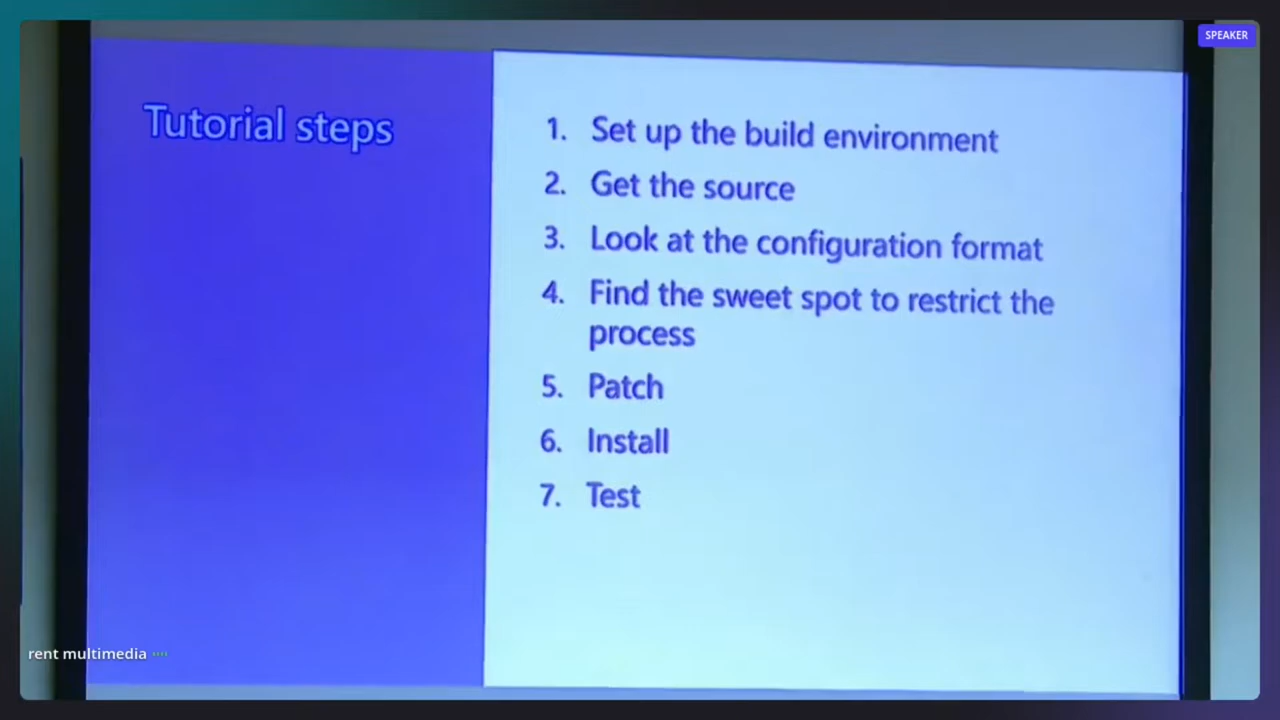 SPEAKER
Tutorial steps
1. Set up the build environment
2. Get the source
3. Look at the configuration format
4. Find the sweet spot to restrict the
process
5. Patch
6. Install
7. Test
rent multimedia